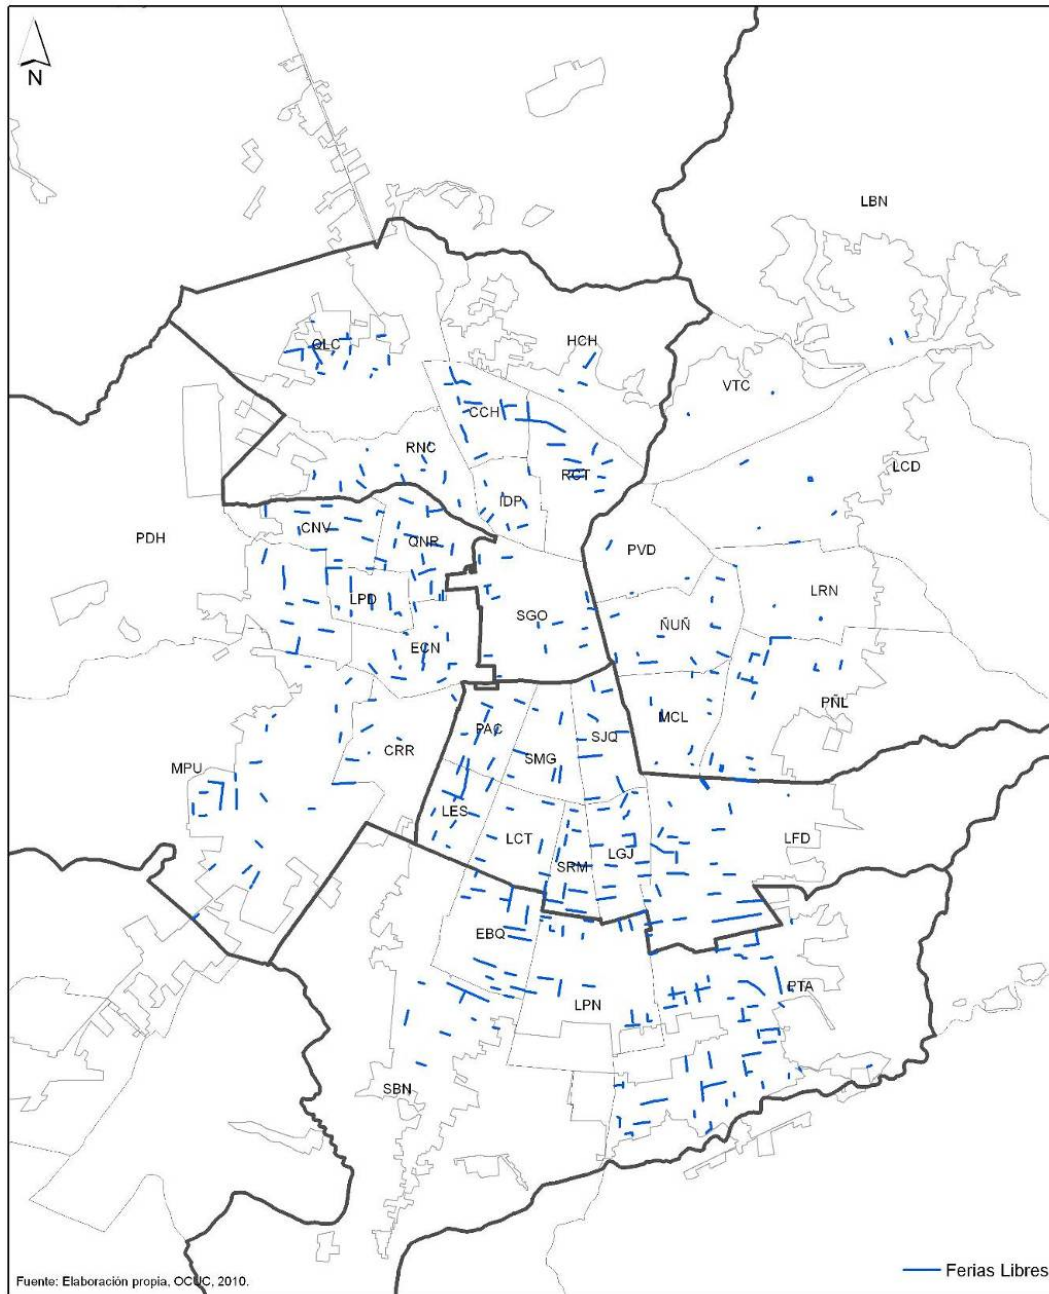 N
LBN
QLC
HCH
VTC
CCH
RNC
RCT
LCD
IDP
CNV
PDH
QNR
PVD
LPD
LRN
SGO
ÑUÑ
ECN
PAC
SJQ
MCL
PÑL
CRR
SMG
MPU
LES
LCT
SRM
LGJ
LFD
EBQ
PTA
LPN
SBN
Fuente: Elaboración propia, OCUC, 2010.
Ferias Libres